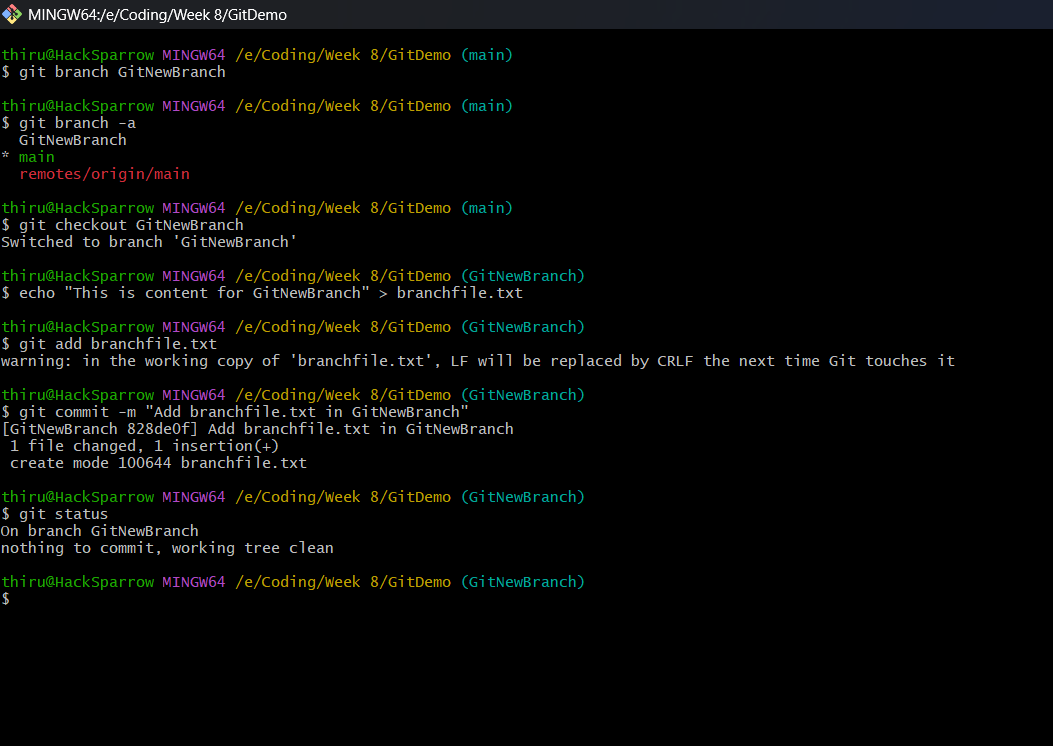 MINGW64:/e/Coding/Week 8/GitDemo
thiru@HackSparrow MINGW64 /e/Coding/Week 8/GitDemo (main)
$ git branch GitNewBranch
thiru@HackSparrow MINGW64 /e/Coding/Week 8/GitDemo (main)
$ git branch -a
  GitNewBranch
* main
  remotes/origin/main
thiru@HackSparrow MINGW64 /e/Coding/Week 8/GitDemo (main)
$ git checkout GitNewBranch
Switched to branch 'GitNewBranch'
thiru@HackSparrow MINGW64 /e/Coding/Week 8/GitDemo (GitNewBranch)
$ echo "This is content for GitNewBranch" > branchfile.txt
thiru@HackSparrow MINGW64 /e/Coding/Week 8/GitDemo (GitNewBranch)
$ git add branchfile.txt
warning: in the working copy of 'branchfile.txt', LF will be replaced by CRLF the next time Git touches it
thiru@HackSparrow MINGW64 /e/Coding/Week 8/GitDemo (GitNewBranch)
$ git commit -m "Add branchfile.txt in GitNewBranch"
[GitNewBranch 828de0f] Add branchfile.txt in GitNewBranch
 1 file changed, 1 insertion(+)
 create mode 100644 branchfile.txt
thiru@HackSparrow MINGW64 /e/Coding/Week 8/GitDemo (GitNewBranch)
$ git status
On branch GitNewBranch
nothing to commit, working tree clean
thiru@HackSparrow MINGW64 /e/Coding/Week 8/GitDemo (GitNewBranch)
$